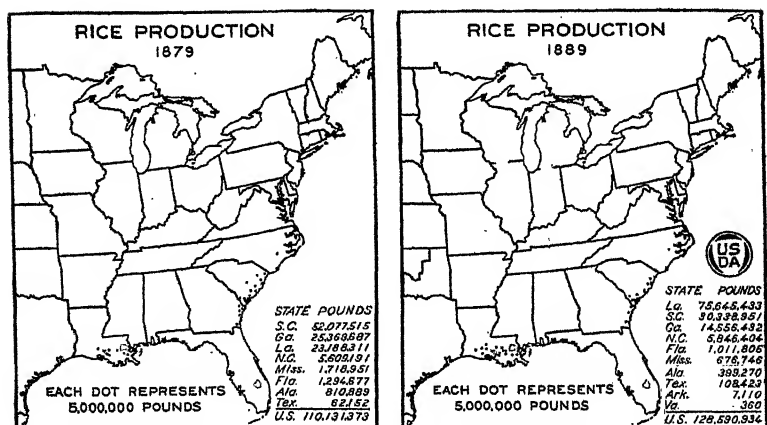 RICE PRODUCTION
1879
STATE POUNDS
S.C. 52,077,515
Ga. 25,369,687
La. 23,188,311
N.C. 5,609,191
Miss. 1,718,951
Fla. 1,294,677
Ala. 810,889
Tex. 62,152
U.S. 110,131,373
EACH DOT REPRESENTS
5,000,000 POUNDS
RICE PRODUCTION
1889
US
DA
STATE POUNDS
La. 75,645,433
S.C. 30,338,951
Ga. 14,556,432
N.C. 5,846,404
Fla. 1,011,805
Miss. 676,746
Ala. 399,270
Tex. 108,423
Ark. 7,110
Va. 360
U.S. 128,590,934
EACH DOT REPRESENTS
5,000,000 POUNDS